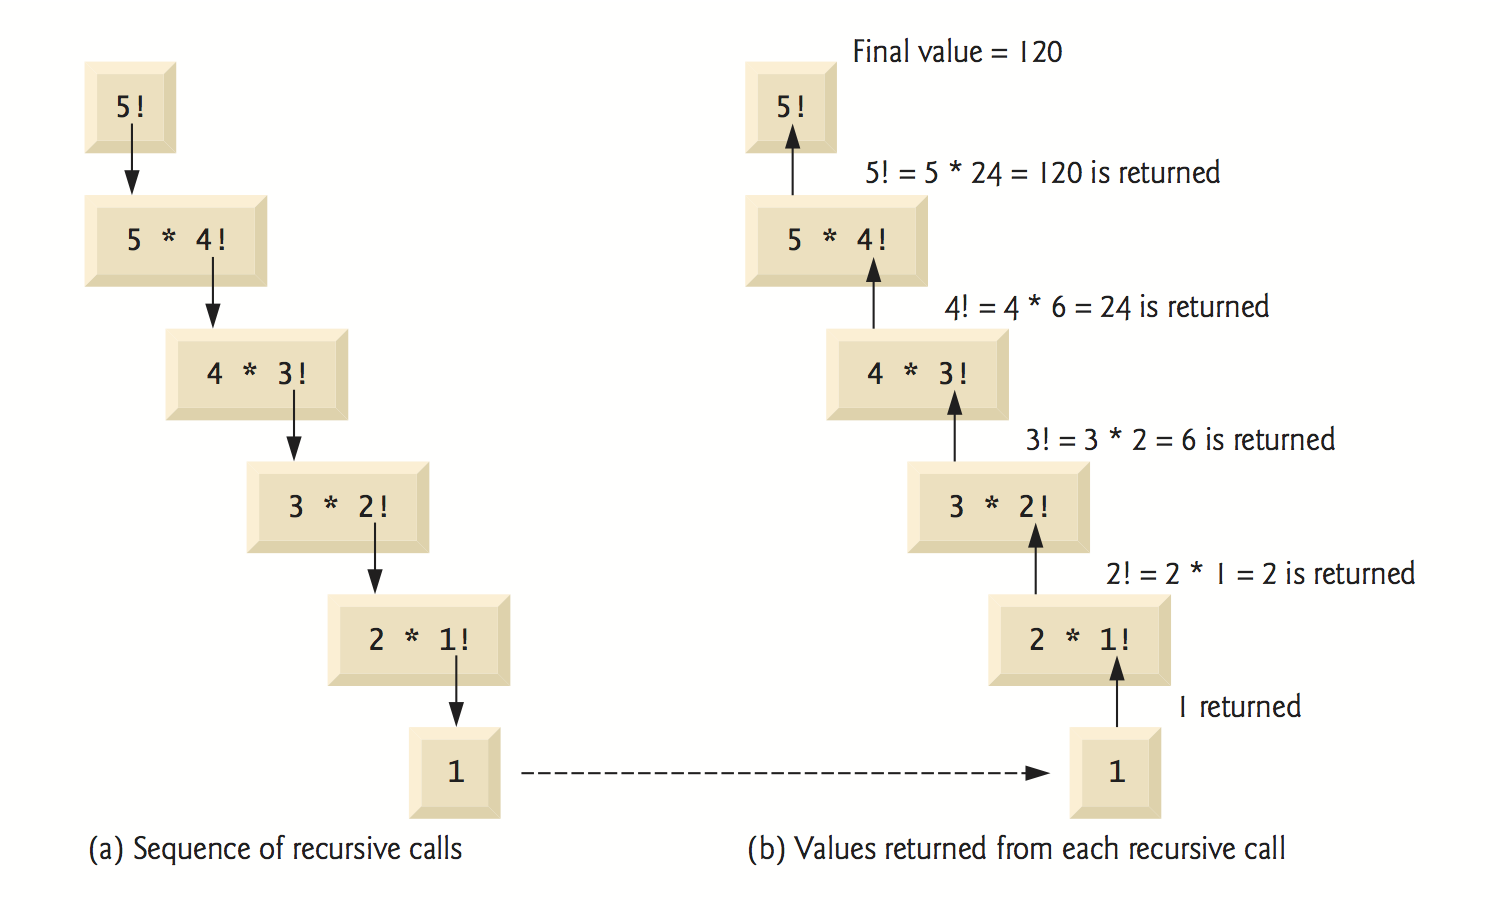 5!
5 * 4!
4 * 3!
3 * 2!
2 * 1!
1
(a) Sequence of recursive calls
Final value = 120
5!
5! = 5 * 24 = 120 is returned
5 * 4!
4! = 4 * 6 = 24 is returned
4 * 3!
3! = 3 * 2 = 6 is returned
3 * 2!
2! = 2 * 1 = 2 is returned
2 * 1!
1 returned
1
(b) Values returned from each recursive call